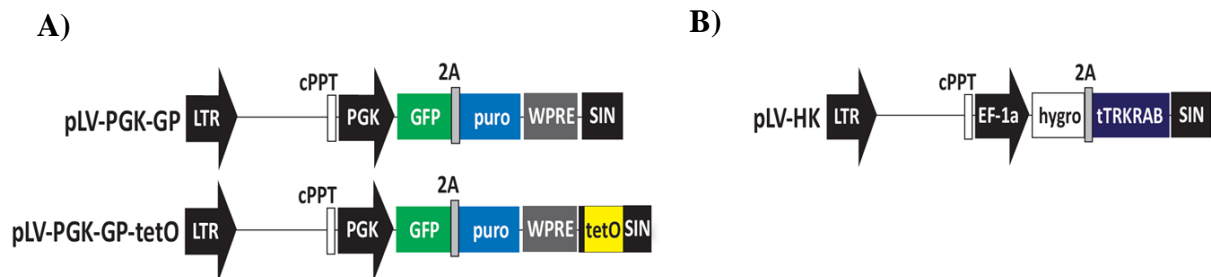 A)
cPPT 2A
pLV-PGK-GP LTR PGK GFP puro WPRE SIN
cPPT 2A
pLV-PGK-GP-tetO LTR PGK GFP puro WPRE tetO SIN
B)
cPPT 2A
pLV-HK LTR EF-1a hygro tTRKRAB SIN